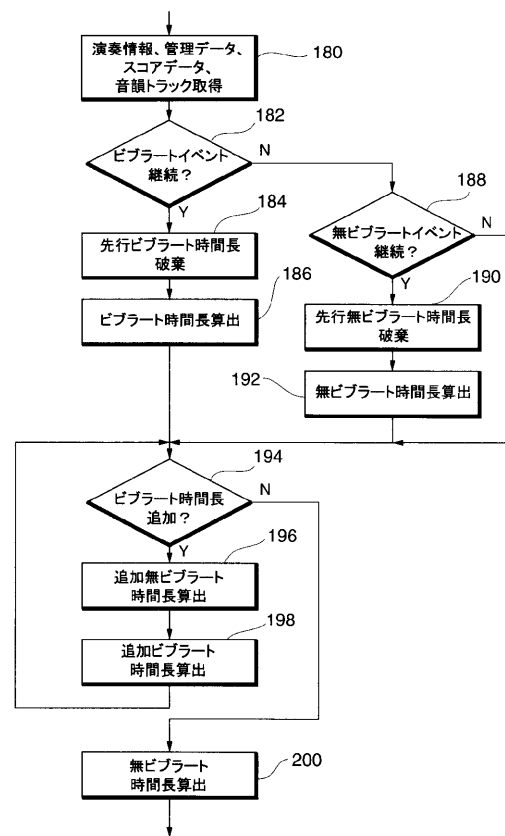 演奏情報、管理データ、
スコアデータ、
音韻トラック取得
180
182
ビブラートイベント
継続?
N
Y
184
先行ビブラート時間長
破棄
186
ビブラート時間長算出
188
無ビブラートイベント
継続?
N
Y
190
先行無ビブラート時間長
破棄
192
無ビブラート時間長算出
194
ビブラート時間長
追加?
N
Y
196
追加無ビブラート
時間長算出
198
追加ビブラート
時間長算出
無ビブラート
時間長算出
200